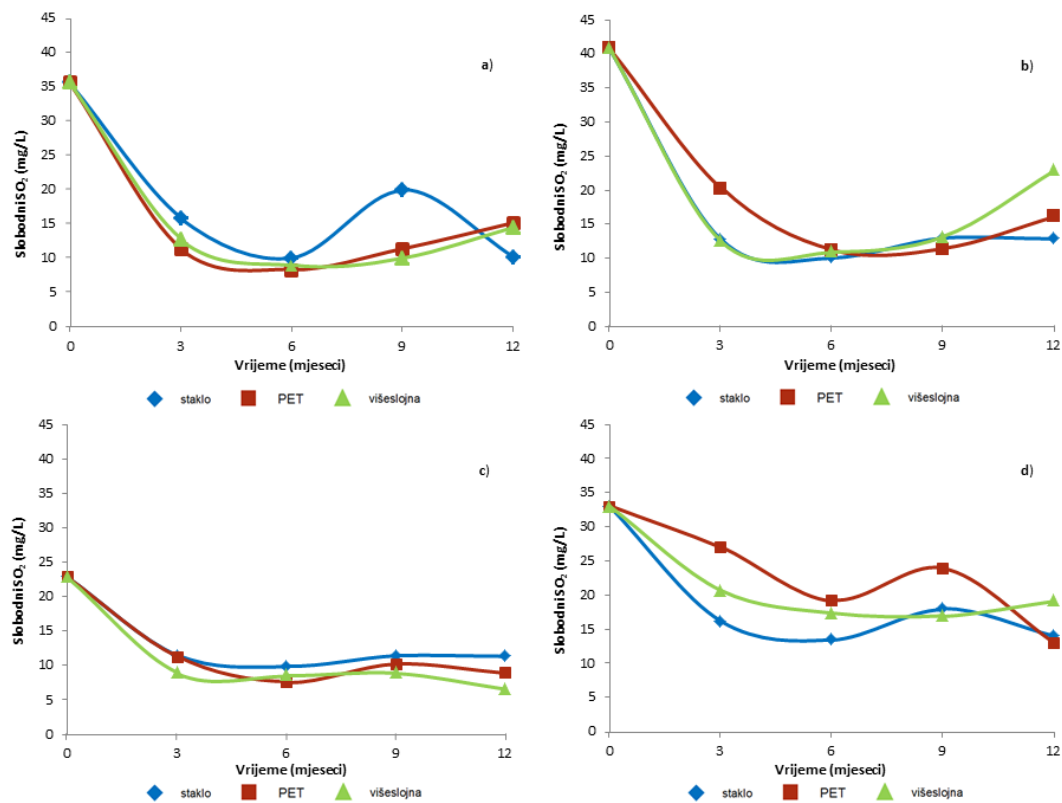 45
40
35
30
25
20
15
10
5
0
SlobodniSO₂ (mg/L)
a)
0 3 6 9 12
Vrijeme (mjeseci)
staklo PET višeslojna
45
40
35
30
25
20
15
10
5
0
SlobodniSO₂ (mg/L)
b)
0 3 6 9 12
Vrijeme (mjeseci)
staklo PET višeslojna
45
40
35
30
25
20
15
10
5
0
SlobodniSO₂ (mg/L)
c)
0 3 6 9 12
Vrijeme (mjeseci)
staklo PET višeslojna
45
40
35
30
25
20
15
10
5
0
SlobodniSO₂ (mg/L)
d)
0 3 6 9 12
Vrijeme (mjeseci)
staklo PET višeslojna